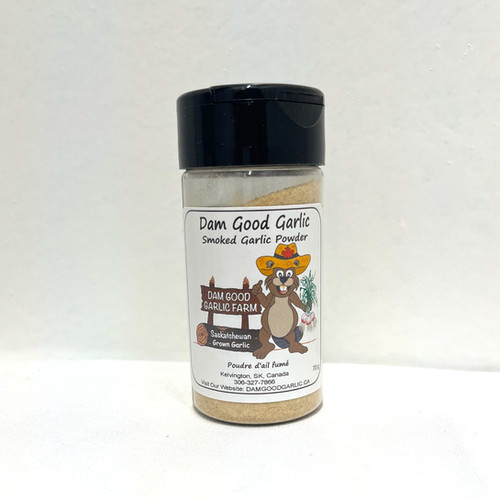 Dam Good Garlic
Smoked Garlic Powder
DAM GOOD
GARLIC FARM
Saskatchewan
Grown Garlic
Poudre d'ail fumé
Kelvington, SK, Canada
306-327-7866
Visit Our Website: DAMGOODGARLIC.CA